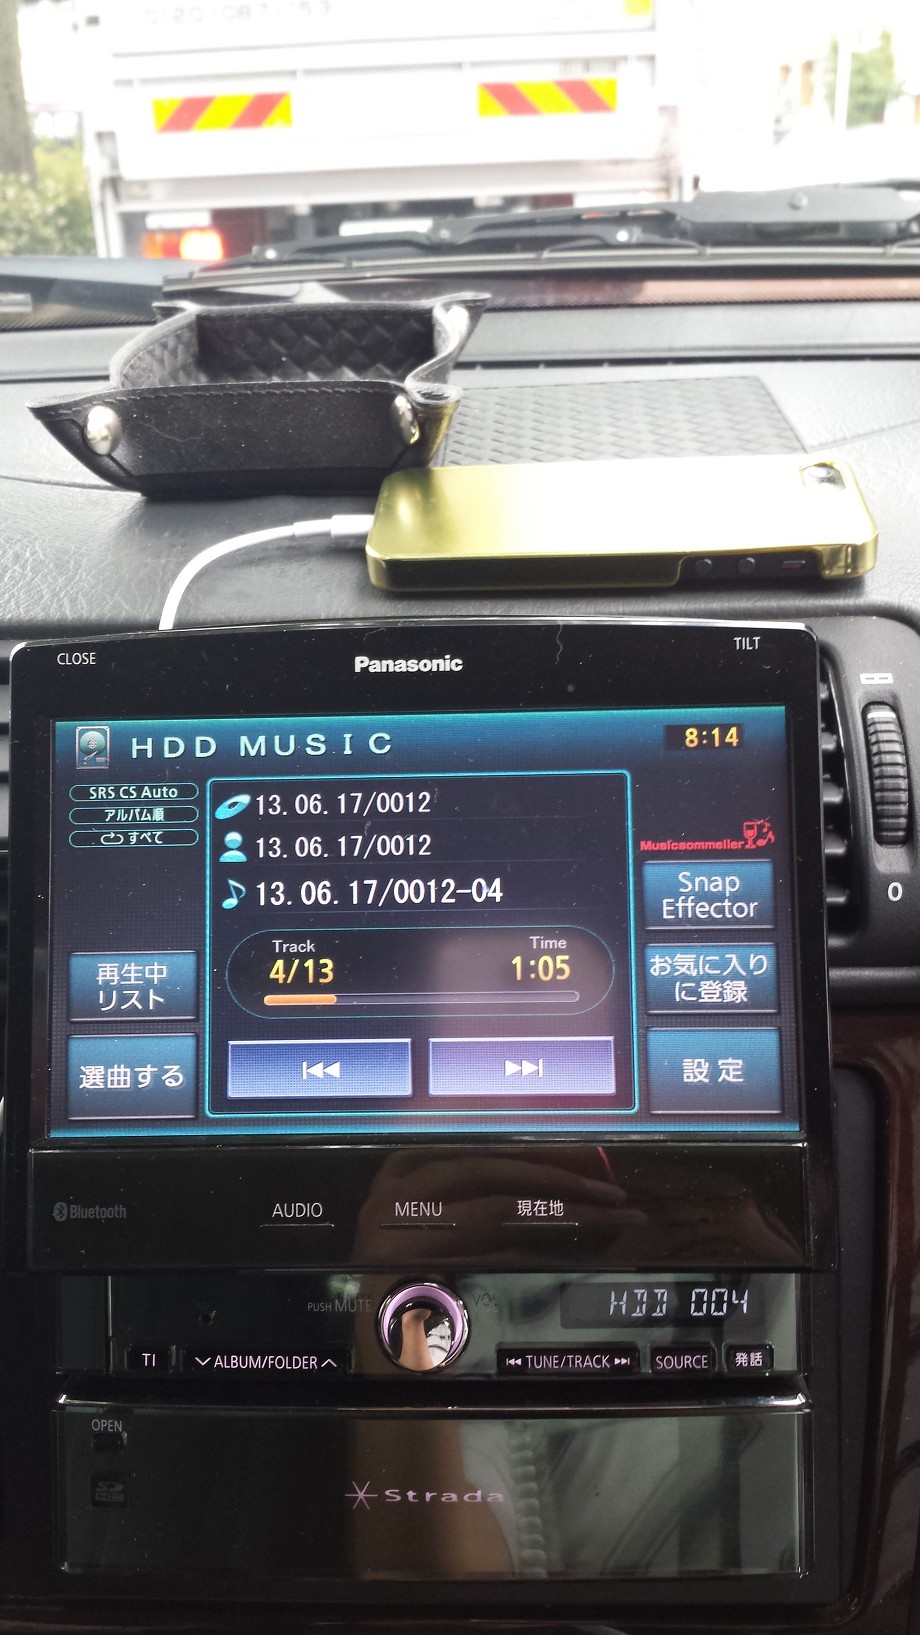 CLOSE
Panasonic
TILT
HDD MUSIC
8:14
SRS CS Auto
アルバム順
すべて
13.06.17/0012
13.06.17/0012
13.06.17/0012-04
Musicsommelier
Snap
Effector
Track
Time
4/13
1:05
再生中
リスト
お気に入り
に登録
選曲する
設定
Bluetooth
AUDIO
MENU
現在地
PUSH MUTE
VOL
HDD 004
TI
ALBUM/FOLDER
TUNE/TRACK
SOURCE
発話
OPEN
Strada
0